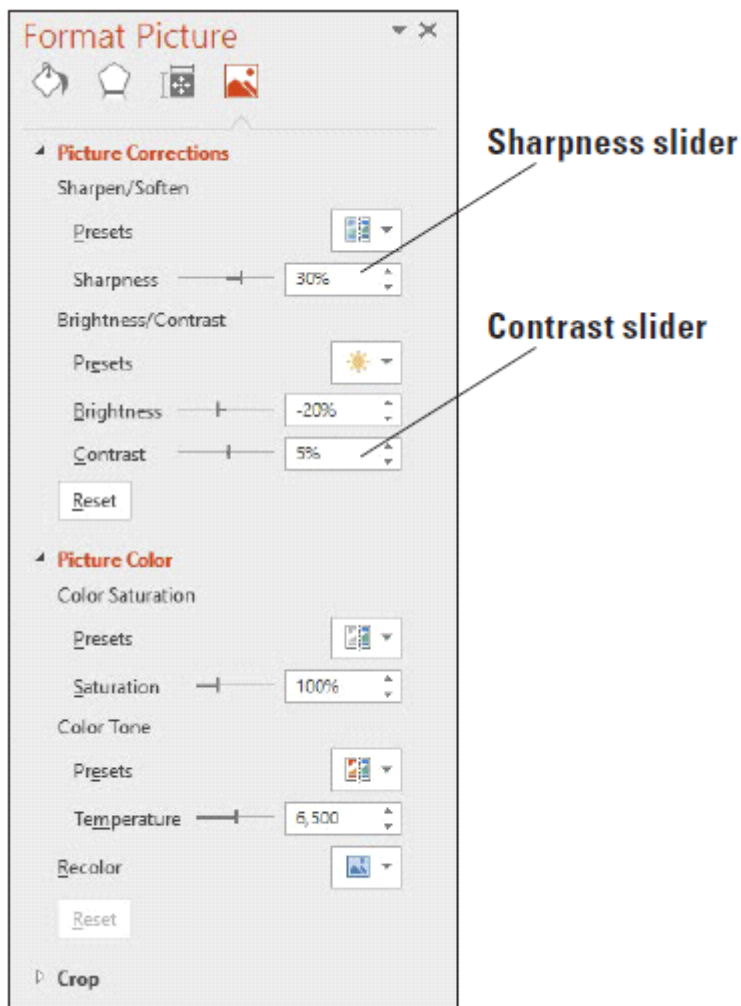 Format Picture
Picture Corrections
Sharpness slider
Sharpen/Soften
Presets
Sharpness 30%
Brightness/Contrast
Contrast slider
Presets
Brightness -20%
Contrast 5%
Reset
Picture Color
Color Saturation
Presets
Saturation 100%
Color Tone
Presets
Temperature 6,500
Recolor
Reset
Crop